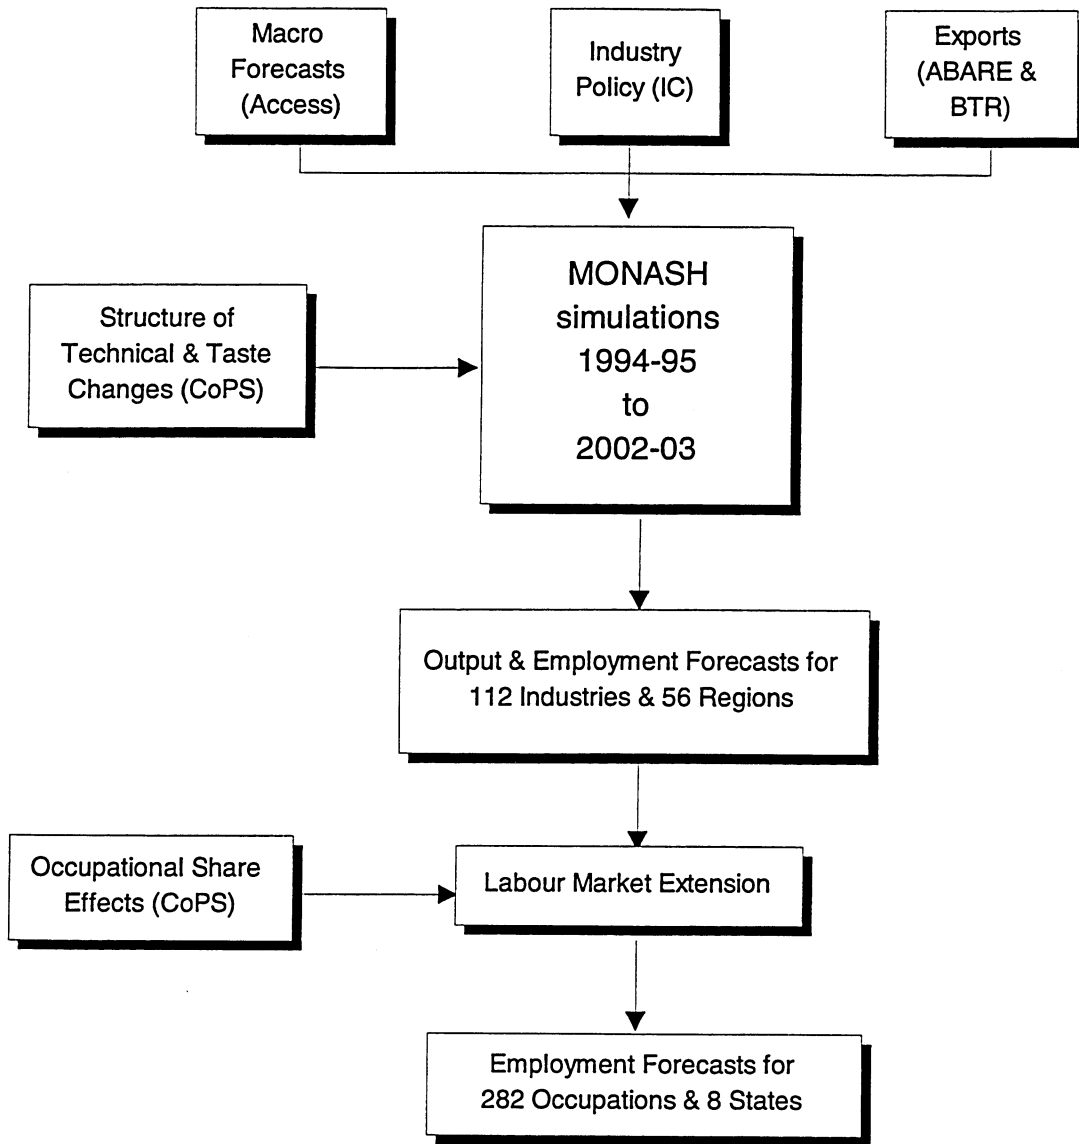 Macro
Forecasts
(Access)
Industry
Policy (IC)
Exports
(ABARE &
BTR)
Structure of
Technical & Taste
Changes (CoPS)
MONASH
simulations
1994-95
to
2002-03
Output & Employment Forecasts for
112 Industries & 56 Regions
Occupational Share
Effects (CoPS)
Labour Market Extension
Employment Forecasts for
282 Occupations & 8 States